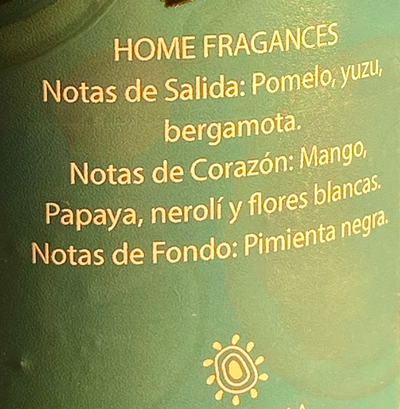 HOME FRAGANCES
Notas de Salida: Pomelo, yuzu,
bergamota.
Notas de Corazón: Mango,
Papaya, nerolí y flores blancas.
Notas de Fondo: Pimienta negra.